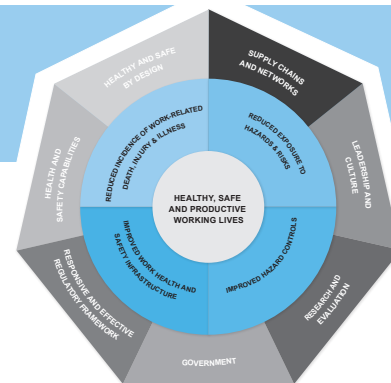 HEALTHY AND SAFE
BY DESIGN
SUPPLY CHAINS
AND NETWORKS
LEADERSHIP AND
CULTURE
RESEARCH AND
EVALUATION
GOVERNMENT
RESPONSIVE AND EFFECTIVE
REGULATORY FRAMEWORK
HEALTH AND
SAFETY CAPABILITIES
REDUCED INCIDENCE OF WORK-RELATED
DEATH, INJURY & ILLNESS
REDUCED EXPOSURE TO
HAZARDS & RISKS
IMPROVED HAZARD CONTROLS
IMPROVED WORK HEALTH AND
SAFETY INFRASTRUCTURE
HEALTHY, SAFE
AND PRODUCTIVE
WORKING LIVES